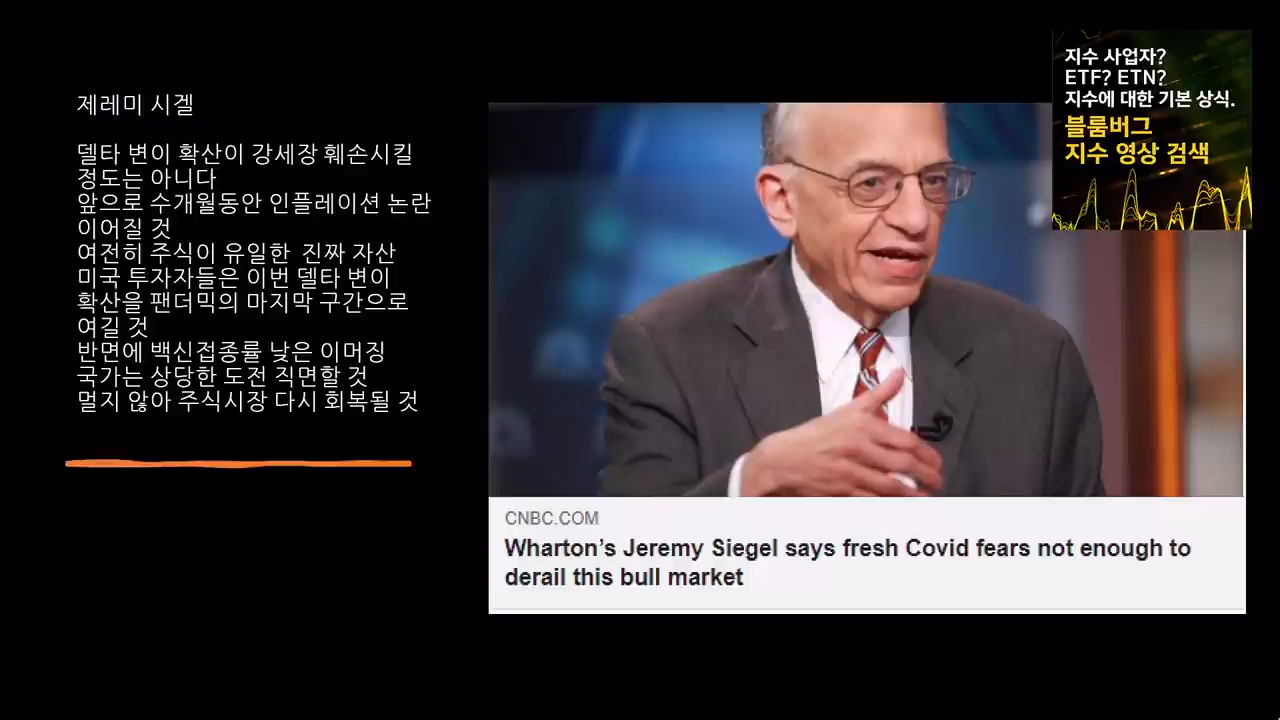 제레미 시겔
델타 변이 확산이 강세장 훼손시킬
정도는 아니다
앞으로 수개월동안 인플레이션 논란
이어질 것
여전히 주식이 유일한 진짜 자산
미국 투자자들은 이번 델타 변이
확산을 팬더믹의 마지막 구간으로
여길 것
반면에 백신접종률 낮은 이머징
국가는 상당한 도전 직면할 것
멀지 않아 주식시장 다시 회복될 것
지수 사업자?
ETF? ETN?
지수에 대한 기본 상식.
블룸버그
지수 영상 검색
CNBC.COM
Wharton’s Jeremy Siegel says fresh Covid fears not enough to
derail this bull market